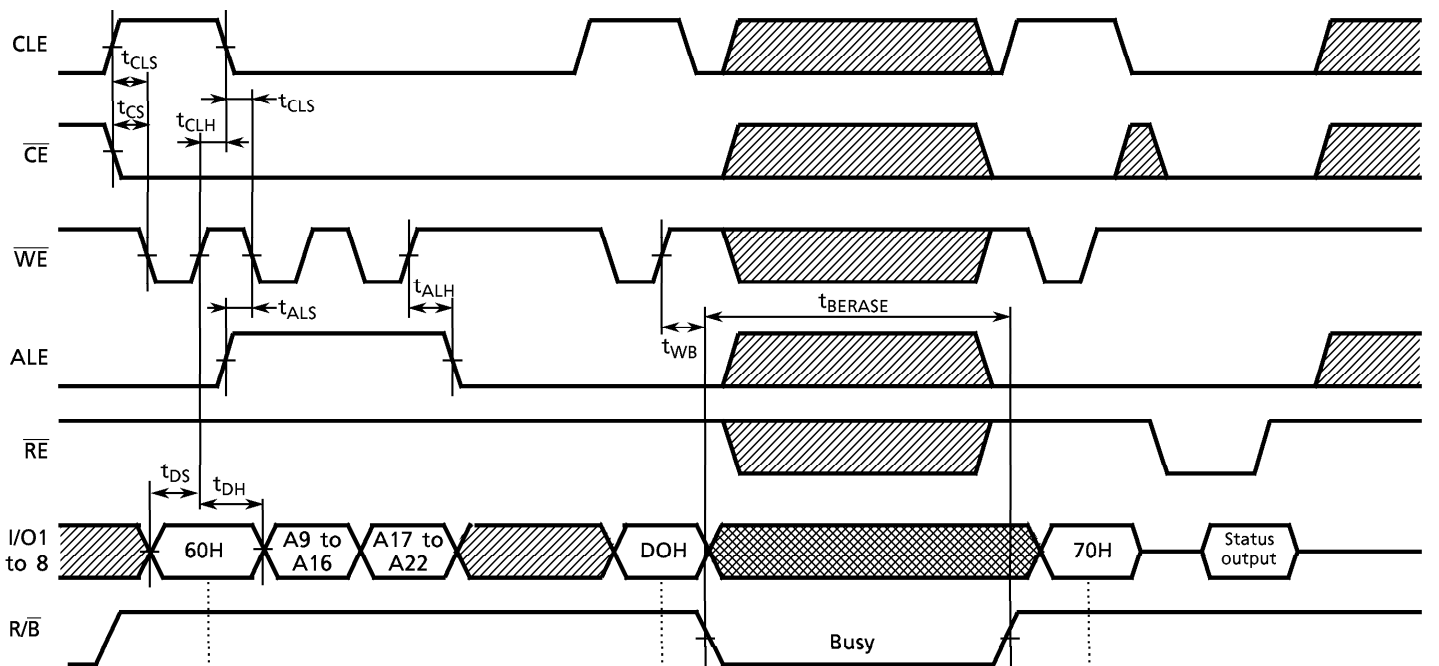 CLE
tCLS
tCLS
tCS
tCLH
CE
WE
tALS
tALH
tBERASE
tWB
ALE
RE
tDS
tDH
I/O1
to 8
60H
A9 to
A16
A17 to
A22
DOH
70H
Status
output
R/B
Busy